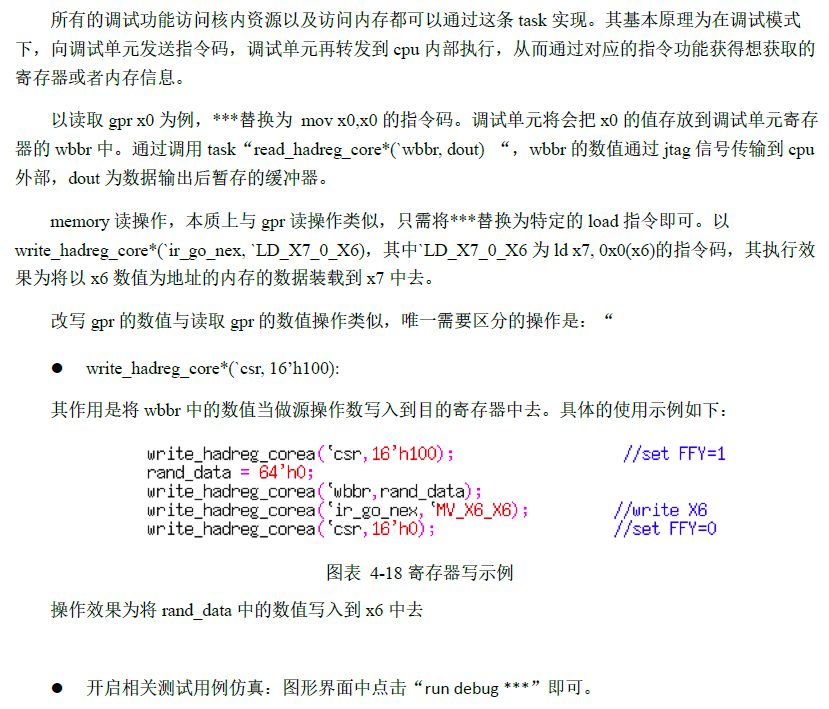 所有的调试功能访问核内资源以及访问内存都可以通过这条 task 实现。其基本原理为在调试模式
下，向调试单元发送指令码，调试单元再转发到 cpu 内部执行，从而通过对应的指令功能获得想获取的
寄存器或者内存信息。
以读取 gpr x0 为例，***替换为 mov x0,x0 的指令码。调试单元将会把 x0 的值存放到调试单元寄存
器的 wbbr 中。通过调用 task“read_hadreg_core*(`wbbr, dout) “，wbbr 的数值通过 jtag 信号传输到 cpu
外部，dout 为数据输出后暂存的缓冲器。
memory 读操作，本质上与 gpr 读操作类似，只需将***替换为特定的 load 指令即可。以
write_hadreg_core*(`ir_go_nex, `LD_X7_0_X6)，其中`LD_X7_0_X6 为 ld x7, 0x0(x6)的指令码，其执行效
果为将以 x6 数值为地址的内存的数据装载到 x7 中去。
改写 gpr 的数值与读取 gpr 的数值操作类似，唯一需要区分的操作是：“
● write_hadreg_core*(`csr, 16’h100):
其作用是将 wbbr 中的数值当做源操作数写入到目的寄存器中去。具体的使用示例如下：
write_hadreg_corea(`csr,16'h100); //set FFY=1
rand_data = 64'h0;
write_hadreg_corea(`wbbr,rand_data);
write_hadreg_corea(`ir_go_nex,`MV_X6_X6); //write X6
write_hadreg_corea(`csr,16'h0); //set FFY=0
图表 4-18 寄存器写示例
操作效果为将 rand_data 中的数值写入到 x6 中去
● 开启相关测试用例仿真：图形界面中点击“run debug ***”即可。